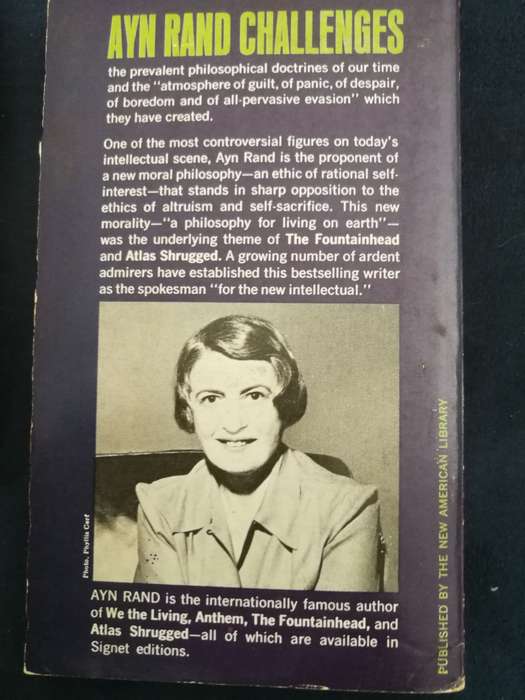 AYN RAND CHALLENGES
the prevalent philosophical doctrines of our time
and the "atmosphere of guilt, of panic, of despair,
of boredom and of all-pervasive evasion" which
they have created.
One of the most controversial figures on today's
intellectual scene, Ayn Rand is the proponent of
a new moral philosophy—an ethic of rational self-
interest—that stands in sharp opposition to the
ethics of altruism and self-sacrifice. This new
morality—"a philosophy for living on earth"—
was the underlying theme of The Fountainhead
and Atlas Shrugged. A growing number of ardent
admirers have established this bestselling writer
as the spokesman "for the new intellectual."
Photo, Phyllis Cerf
AYN RAND is the internationally famous author
of We the Living, Anthem, The Fountainhead, and
Atlas Shrugged—all of which are available in
Signet editions.
PUBLISHED BY THE NEW AMERICAN LIBRARY